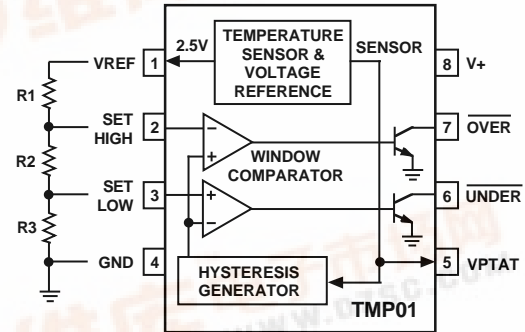 TEMPERATURE
SENSOR &
VOLTAGE
REFERENCE
2.5V
SENSOR
VREF 1
8 V+
R1
SET
HIGH
2
7 OVER
R2
WINDOW
COMPARATOR
SET
LOW
3
6 UNDER
R3
GND 4
5 VPTAT
HYSTERESIS
GENERATOR
TMP01